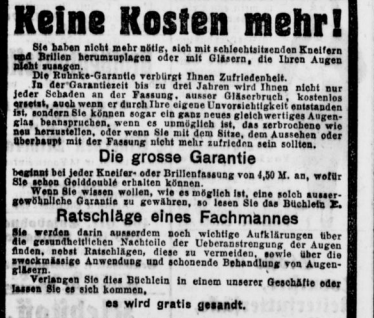 Keine Kosten mehr!
Sie haben nicht mehr nötig, sich mit schlechtsitzenden Kneifern
und Brillen herumzuplagen oder mit Gläsern, die Ihren Augen
nicht zusagen.
Die Ruhnke-Garantie verbürgt Ihnen Zufriedenheit.
In der Garantiezeit bis zu drei Jahren wird Ihnen nicht nur
jeder Schaden an der Fassung, ausser Gläserbruch, kostenlos
ersetzt, auch wenn er durch Ihre eigene Unvorsichtigkeit entstanden
ist, sondern Sie können sogar ein ganz neues gleichwertiges Augen-
glas beanspruchen, wenn es unmöglich ist, das zerbrochene wie
neu herzustellen, oder wenn Sie mit dem Sitze, dem Aussehen oder
überhaupt mit der Fassung nicht mehr zufrieden sein sollten.
Die grosse Garantie
beginnt bei jeder Kneifer- oder Brillenfassung von 4,50 M. an, wofür
Sie schon Golddoublé erhalten können.
Wenn Sie wissen wollen, wie es möglich ist, eine solch ausser-
gewöhnliche Garantie zu gewähren, so lesen Sie das Büchlein E.
Ratschläge eines Fachmannes
Sie werden darin ausserdem noch wichtige Aufklärungen über
die gesundheitlichen Nachteile der Ueberanstrengung der Augen
finden, nebst Ratschlägen, diese zu vermeiden, sowie über die
zweckmässige Anwendung und schonende Behandlung von Augen-
gläsern.
Verlangen Sie dies Büchlein in einem unserer Geschäfte oder
lassen Sie es sich kommen,
es wird gratis gesandt.